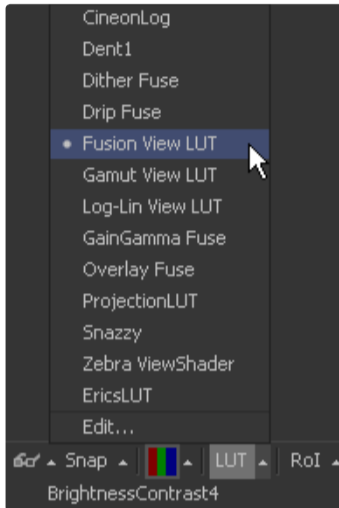 CineonLog
Dent1
Dither Fuse
Drip Fuse
Fusion View LUT
Gamut View LUT
Log-Lin View LUT
GainGamma Fuse
Overlay Fuse
ProjectionLUT
Snazzy
Zebra ViewShader
EricsLUT
Edit...
Snap LUT RoI
BrightnessContrast4